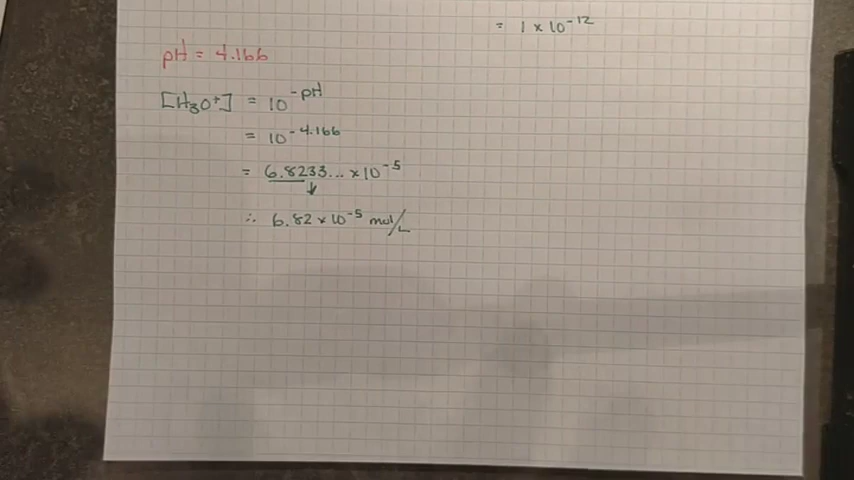 = 1 × 10⁻¹²
pH = 4.166
[H₃O⁺] = 10^-pH
= 10^-4.166
= 6.8233... × 10⁻⁵
∴ 6.82 × 10⁻⁵ mol/L